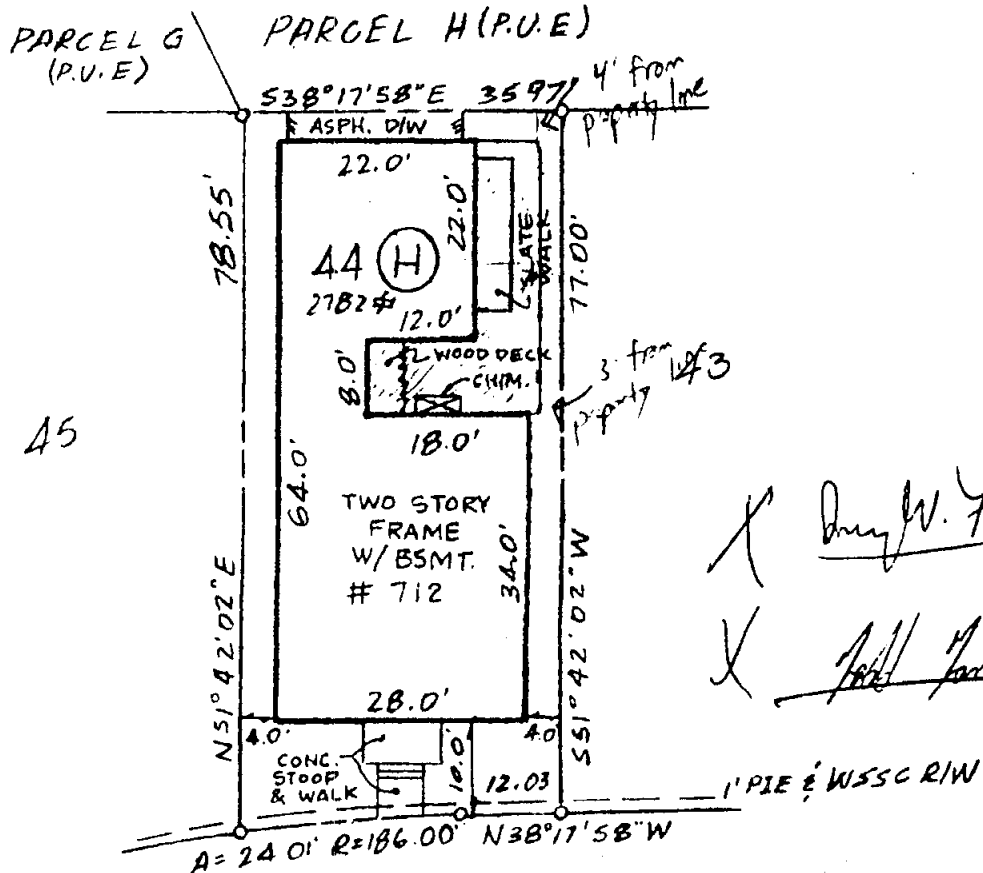 PARCEL G
(P.U.E)
PARCEL H (P.U.E)
S38°17'58"E 35.97'
4' from
property line
ASPH. D/W
22.0'
22.0'
78.55'
SLATE
WALK
77.00'
44 H
2782
12.0'
WOOD DECK
CHIM.
8.0'
3' from
property
43
18.0'
45
64.0'
TWO STORY
FRAME
W/ BSMT.
# 712
34.0'
N51°42'02"E
S51°42'02"W
X
X
28.0'
4.0'
4.0'
CONC.
STOOP
& WALK
10.0'
12.03
1' PIE & WSSC R/W
A= 24.01' R=186.00' N38°17'58"W